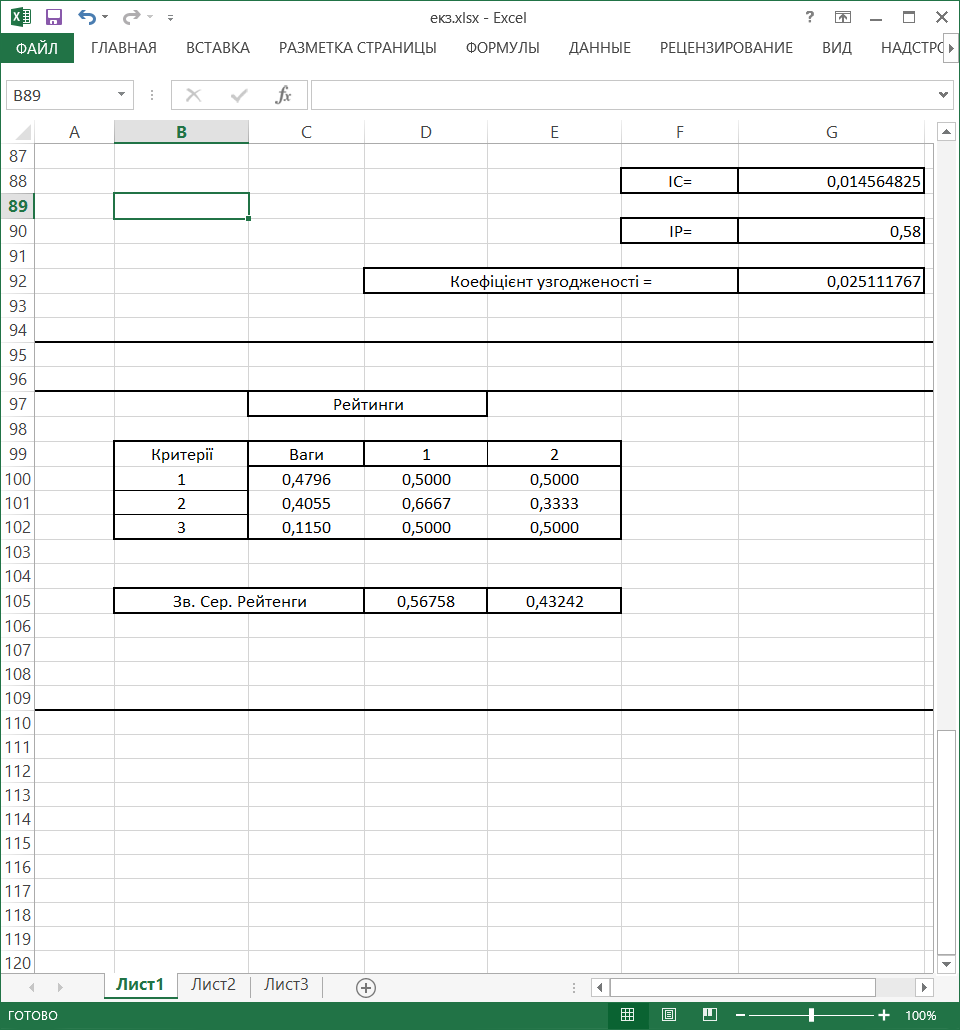 екз.xlsx - Excel
ФАЙЛ ГЛАВНАЯ ВСТАВКА РАЗМЕТКА СТРАНИЦЫ ФОРМУЛЫ ДАННЫЕ РЕЦЕНЗИРОВАНИЕ ВИД НАДСТРО
B89 fx
A B C D E F G
87
88 ІС= 0,014564825
89
90 ІР= 0,58
91
92 Коефіцієнт узгодженості = 0,025111767
93
94
95
96
97 Рейтинги
98
99 Критерії Ваги 1 2
100 1 0,4796 0,5000 0,5000
101 2 0,4055 0,6667 0,3333
102 3 0,1150 0,5000 0,5000
103
104
105 Зв. Сер. Рейтенги 0,56758 0,43242
106
107
108
109
110
111
112
113
114
115
116
117
118
119
120
Лист1 Лист2 Лист3
ГОТОВО 100%